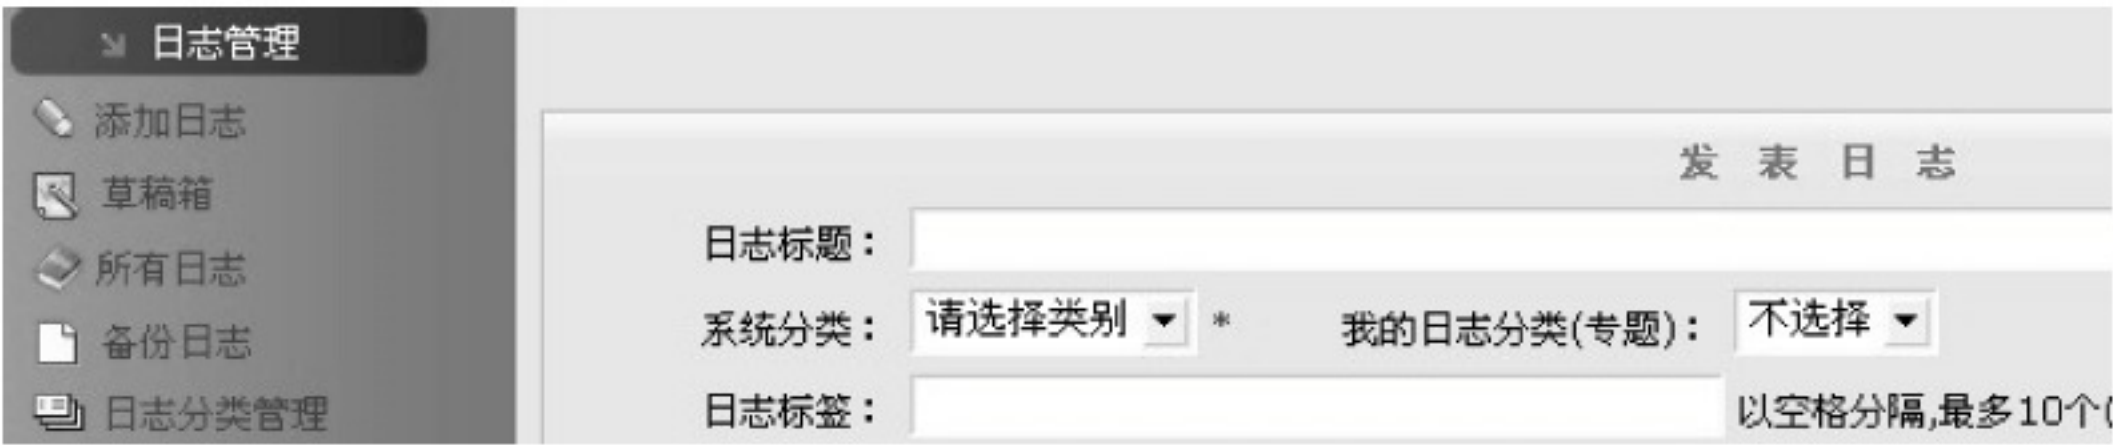 日志管理
添加日志
草稿箱
所有日志
备份日志
日志分类管理
发表日志
日志标题：
系统分类： 请选择类别 * 我的日志分类(专题)： 不选择
日志标签： 以空格分隔,最多10个(